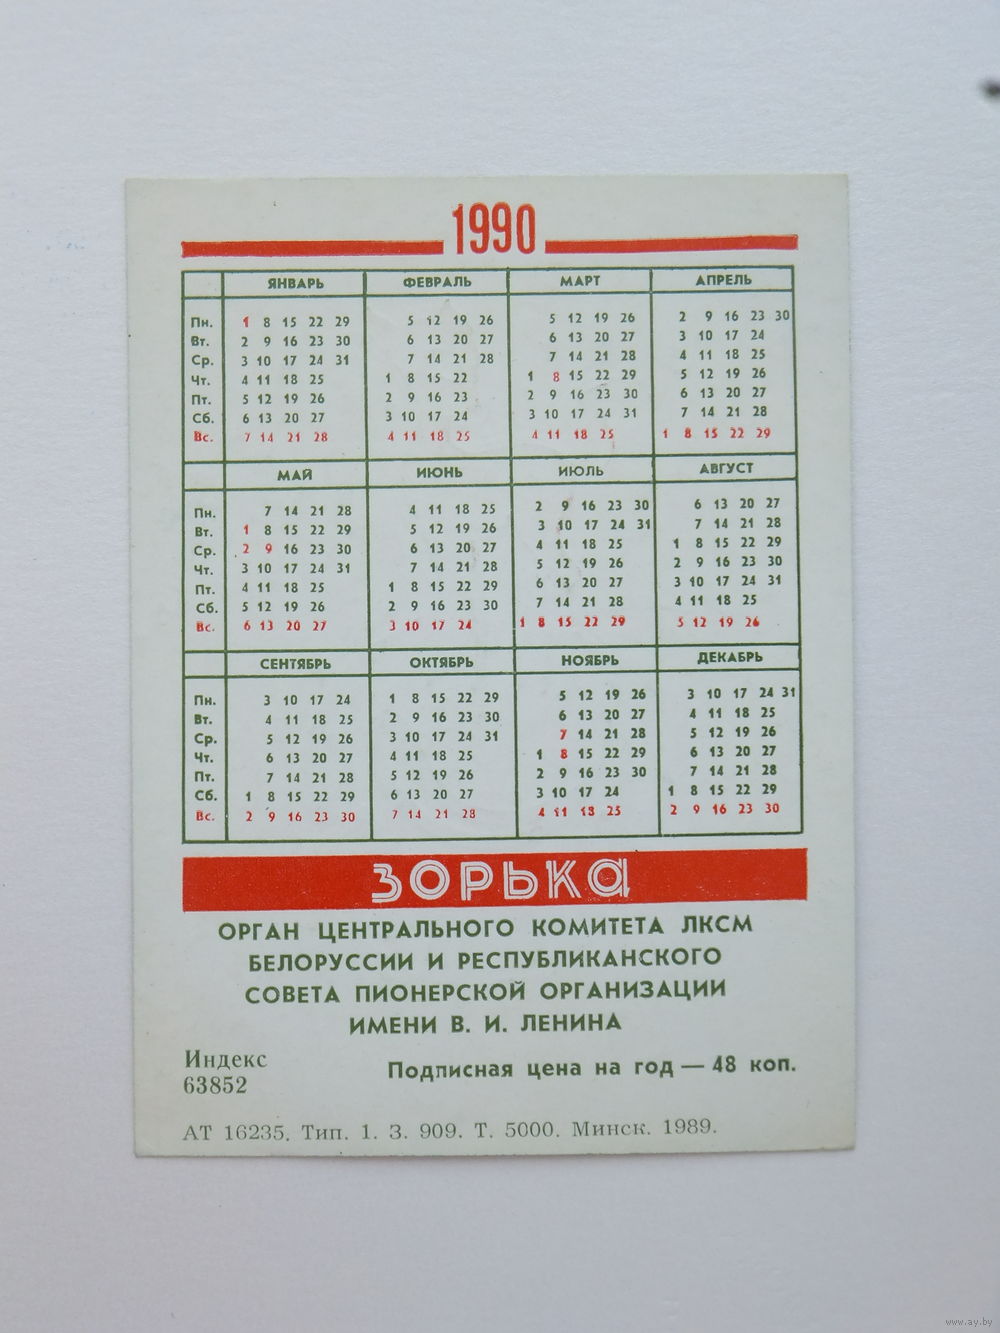 1990
ЯНВАРЬ ФЕВРАЛЬ МАРТ АПРЕЛЬ
Пн. 1 8 15 22 29 5 12 19 26 5 12 19 26 2 9 16 23 30
Вт. 2 9 16 23 30 6 13 20 27 6 13 20 27 3 10 17 24
Ср. 3 10 17 24 31 7 14 21 28 7 14 21 28 4 11 18 25
Чт. 4 11 18 25 1 8 15 22 1 8 15 22 29 5 12 19 26
Пт. 5 12 19 26 2 9 16 23 2 9 16 23 30 6 13 20 27
Сб. 6 13 20 27 3 10 17 24 3 10 17 24 31 7 14 21 28
Вс. 7 14 21 28 4 11 18 25 4 11 18 25 1 8 15 22 29
МАЙ ИЮНЬ ИЮЛЬ АВГУСТ
Пн. 7 14 21 28 4 11 18 25 2 9 16 23 30 6 13 20 27
Вт. 1 8 15 22 29 5 12 19 26 3 10 17 24 31 7 14 21 28
Ср. 2 9 16 23 30 6 13 20 27 4 11 18 25 1 8 15 22 29
Чт. 3 10 17 24 31 7 14 21 28 5 12 19 26 2 9 16 23 30
Пт. 4 11 18 25 1 8 15 22 29 6 13 20 27 3 10 17 24 31
Сб. 5 12 19 26 2 9 16 23 30 7 14 21 28 4 11 18 25
Вс. 6 13 20 27 3 10 17 24 1 8 15 22 29 5 12 19 26
СЕНТЯБРЬ ОКТЯБРЬ НОЯБРЬ ДЕКАБРЬ
Пн. 3 10 17 24 1 8 15 22 29 5 12 19 26 3 10 17 24 31
Вт. 4 11 18 25 2 9 16 23 30 6 13 20 27 4 11 18 25
Ср. 5 12 19 26 3 10 17 24 31 7 14 21 28 5 12 19 26
Чт. 6 13 20 27 4 11 18 25 1 8 15 22 29 6 13 20 27
Пт. 7 14 21 28 5 12 19 26 2 9 16 23 30 7 14 21 28
Сб. 1 8 15 22 29 6 13 20 27 3 10 17 24 1 8 15 22 29
Вс. 2 9 16 23 30 7 14 21 28 4 11 18 25 2 9 16 23 30
ЗОРЬКА
ОРГАН ЦЕНТРАЛЬНОГО КОМИТЕТА ЛКСМ
БЕЛОРУССИИ И РЕСПУБЛИКАНСКОГО
СОВЕТА ПИОНЕРСКОЙ ОРГАНИЗАЦИИ
ИМЕНИ В. И. ЛЕНИНА
Индекс
63852
Подписная цена на год — 48 коп.
АТ 16235. Тип. 1. З. 909. Т. 5000. Минск. 1989.
www.ay.by